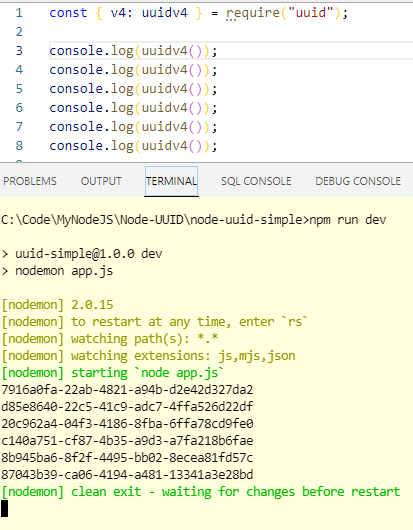 1 const { v4: uuidv4 } = require("uuid");
2
3 console.log(uuidv4());
4 console.log(uuidv4());
5 console.log(uuidv4());
6 console.log(uuidv4());
7 console.log(uuidv4());
8 console.log(uuidv4());
PROBLEMS OUTPUT TERMINAL SQL CONSOLE DEBUG CONSOLE
C:\Code\MyNodeJS\Node-UUID\node-uuid-simple>npm run dev
> uuid-simple@1.0.0 dev
> nodemon app.js
[nodemon] 2.0.15
[nodemon] to restart at any time, enter `rs`
[nodemon] watching path(s): *.*
[nodemon] watching extensions: js,mjs,json
[nodemon] starting `node app.js`
7916a0fa-22ab-4821-a94b-d2e42d327da2
d85e8640-22c5-41c9-adc7-4ffa526d22df
20c962a4-04f3-4186-8fba-6ffa78cd9fe0
c140a751-cf87-4b35-a9d3-a7fa218b6fae
8b945ba6-8f2f-4495-bb02-8ecea81fd57c
87043b39-ca06-4194-a481-13341a3e28bd
[nodemon] clean exit - waiting for changes before restart